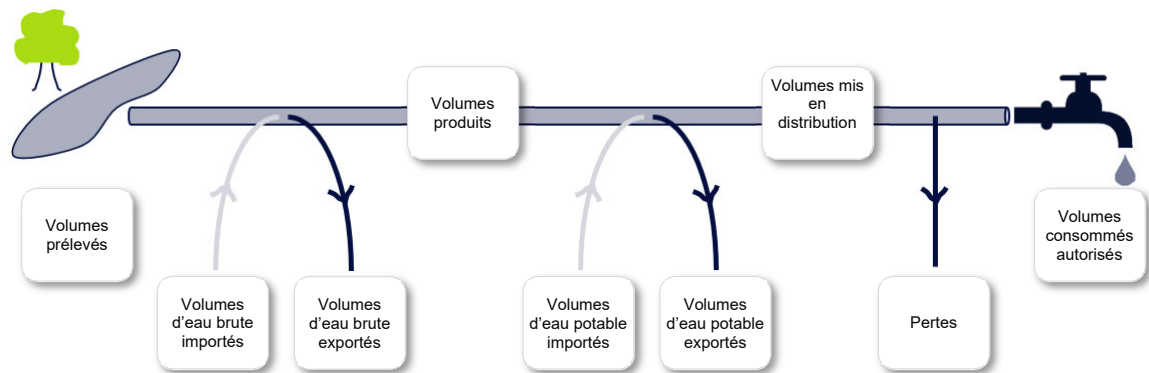 Volumes
prélevés
Volumes
d'eau brute
importés
Volumes
d'eau brute
exportés
Volumes
produits
Volumes
d'eau potable
importés
Volumes
d'eau potable
exportés
Volumes mis
en
distribution
Pertes
Volumes
consommés
autorisés